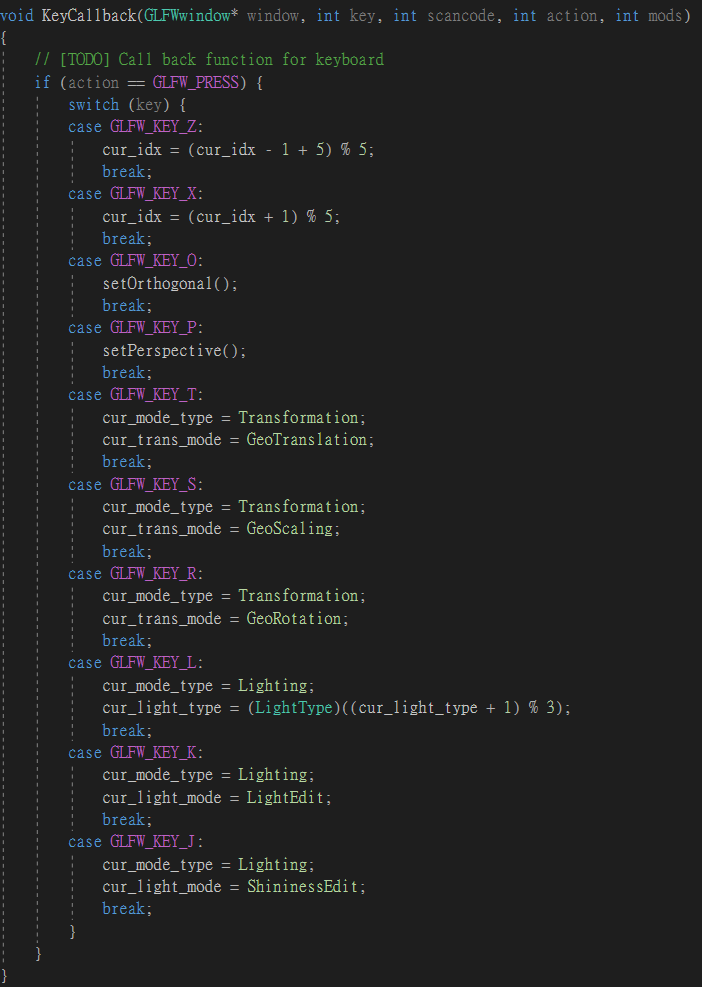 void KeyCallback(GLFWwindow* window, int key, int scancode, int action, int mods)
{
    // [TODO] Call back function for keyboard
    if (action == GLFW_PRESS) {
        switch (key) {
        case GLFW_KEY_Z:
            cur_idx = (cur_idx - 1 + 5) % 5;
            break;
        case GLFW_KEY_X:
            cur_idx = (cur_idx + 1) % 5;
            break;
        case GLFW_KEY_O:
            setOrthogonal();
            break;
        case GLFW_KEY_P:
            setPerspective();
            break;
        case GLFW_KEY_T:
            cur_mode_type = Transformation;
            cur_trans_mode = GeoTranslation;
            break;
        case GLFW_KEY_S:
            cur_mode_type = Transformation;
            cur_trans_mode = GeoScaling;
            break;
        case GLFW_KEY_R:
            cur_mode_type = Transformation;
            cur_trans_mode = GeoRotation;
            break;
        case GLFW_KEY_L:
            cur_mode_type = Lighting;
            cur_light_type = (LightType)((cur_light_type + 1) % 3);
            break;
        case GLFW_KEY_K:
            cur_mode_type = Lighting;
            cur_light_mode = LightEdit;
            break;
        case GLFW_KEY_J:
            cur_mode_type = Lighting;
            cur_light_mode = ShininessEdit;
            break;
        }
    }
}